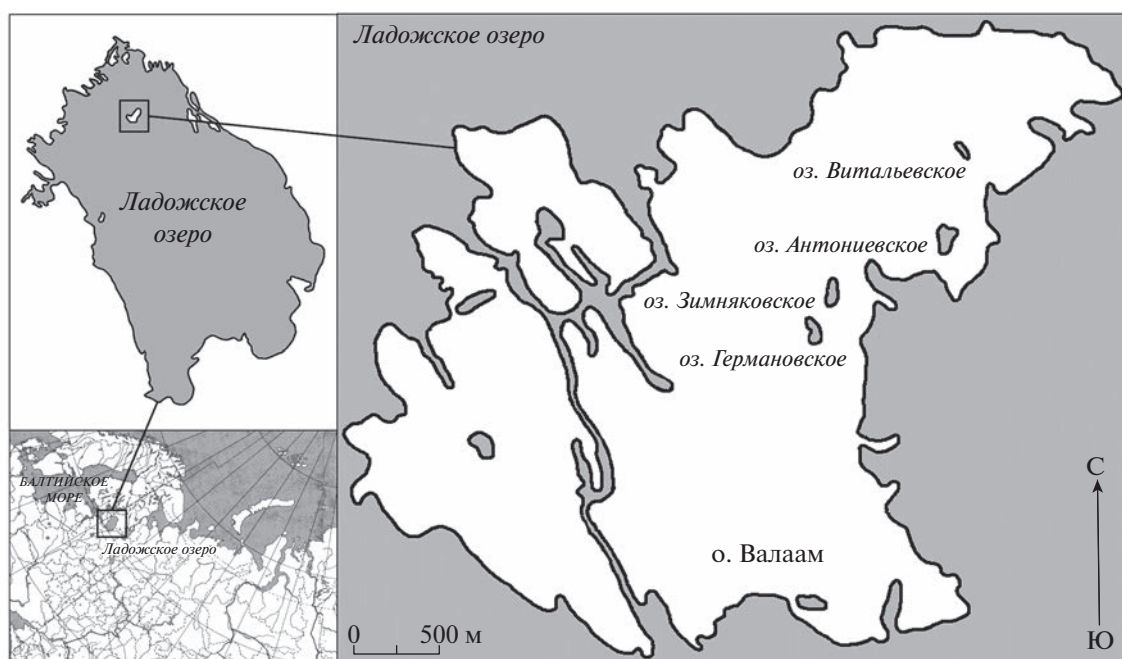 Ладожское
озеро
БАЛТИЙСКОЕ
МОРЕ
Ладожское озеро
Ладожское озеро
оз. Витальевское
оз. Антониевское
оз. Зимняковское
оз. Германовское
о. Валаам
0 500 м
С
Ю